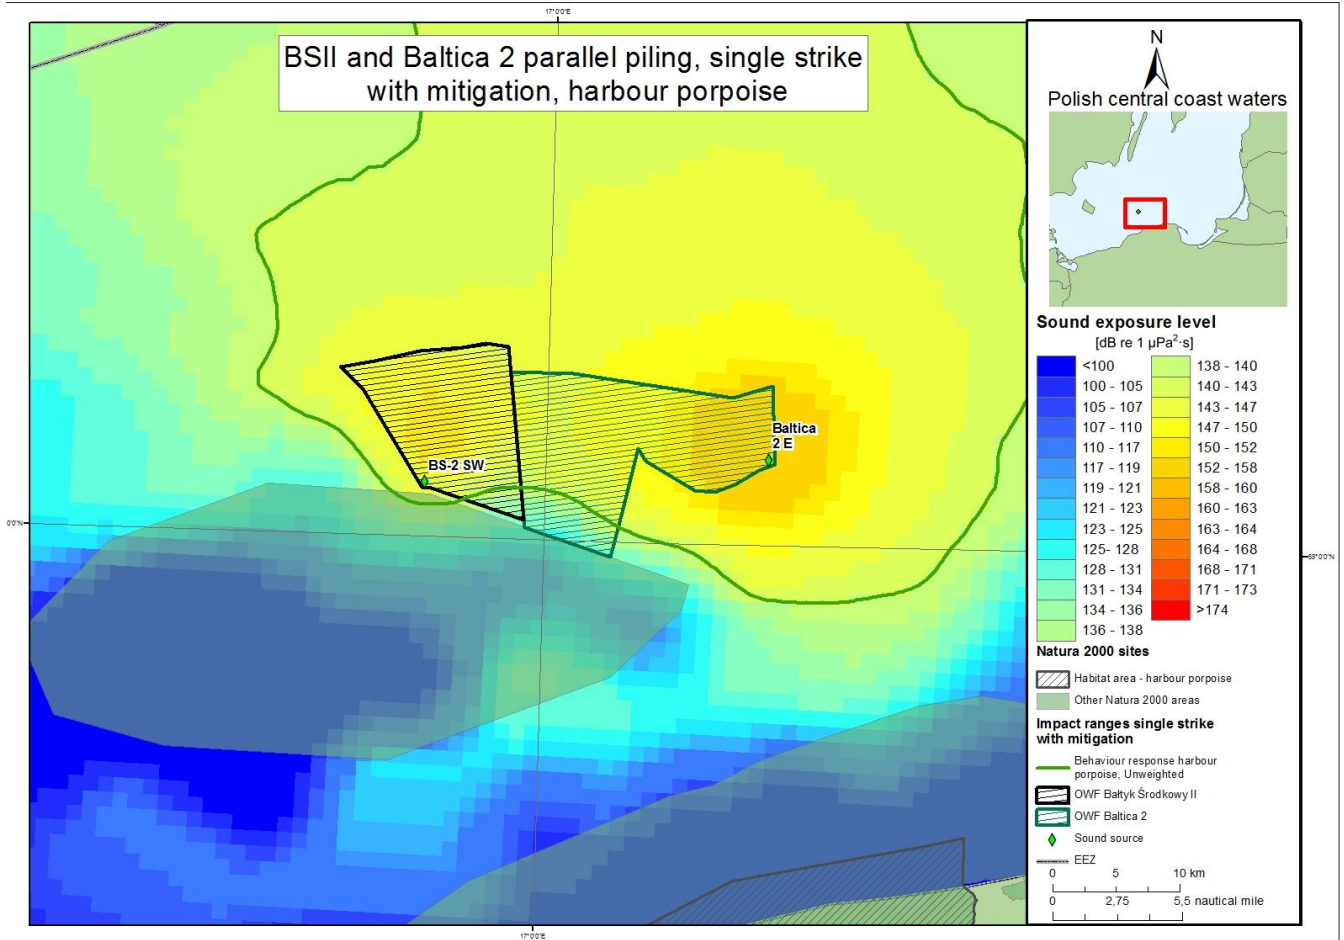 17°0'0"E
BSII and Baltica 2 parallel piling, single strike
with mitigation, harbour porpoise
BS-2 SW
Baltica
2 E
0'0"N
55°0'0"N
17°0'0"E
N
Polish central coast waters
Sound exposure level
[dB re 1 µPa²·s]
<100
100 - 105
105 - 107
107 - 110
110 - 117
117 - 119
119 - 121
121 - 123
123 - 125
125- 128
128 - 131
131 - 134
134 - 136
136 - 138
138 - 140
140 - 143
143 - 147
147 - 150
150 - 152
152 - 158
158 - 160
160 - 163
163 - 164
164 - 168
168 - 171
171 - 173
>174
Natura 2000 sites
Habitat area - harbour porpoise
Other Natura 2000 areas
Impact ranges single strike
with mitigation
Behaviour response harbour
porpoise, Unweighted
OWF Bałtyk Środkowy II
OWF Baltica 2
Sound source
EEZ
0 5 10 km
0 2,75 5,5 nautical mile